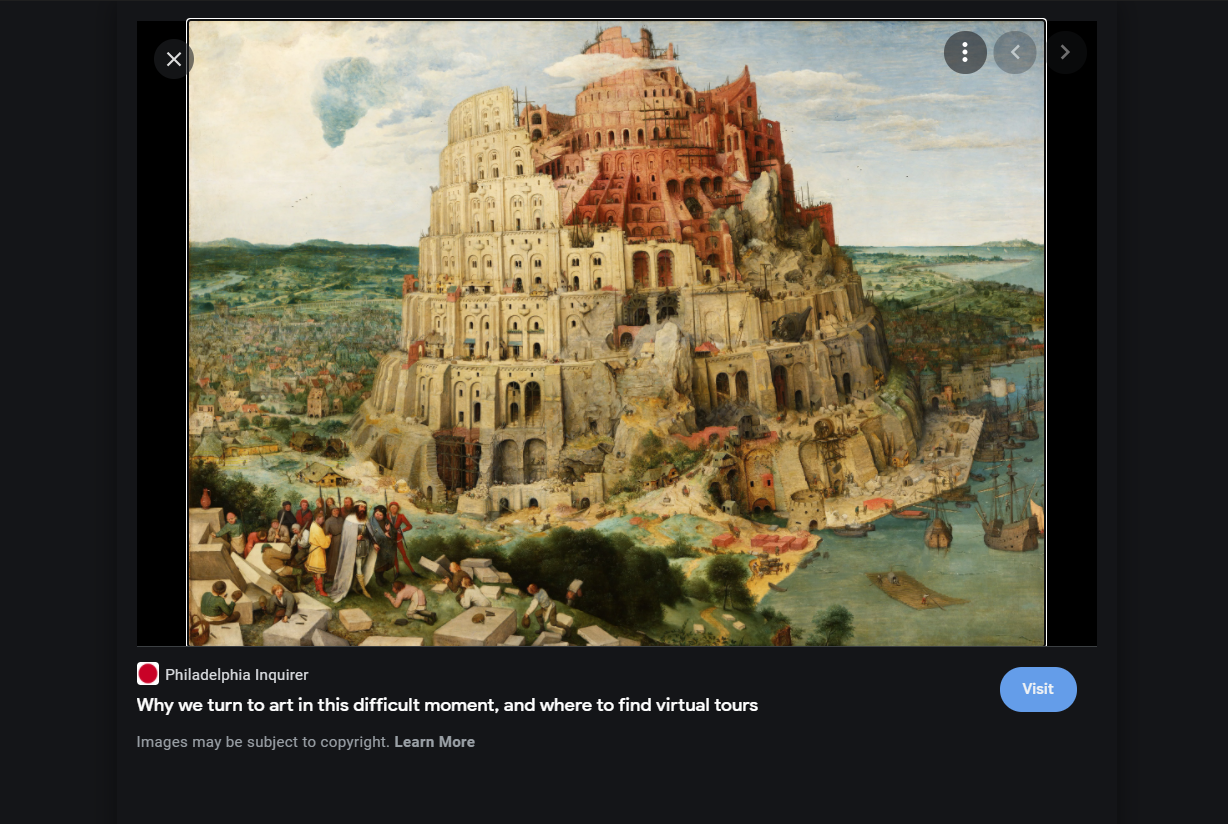 Philadelphia Inquirer
Why we turn to art in this difficult moment, and where to find virtual tours
Visit
Images may be subject to copyright. Learn More